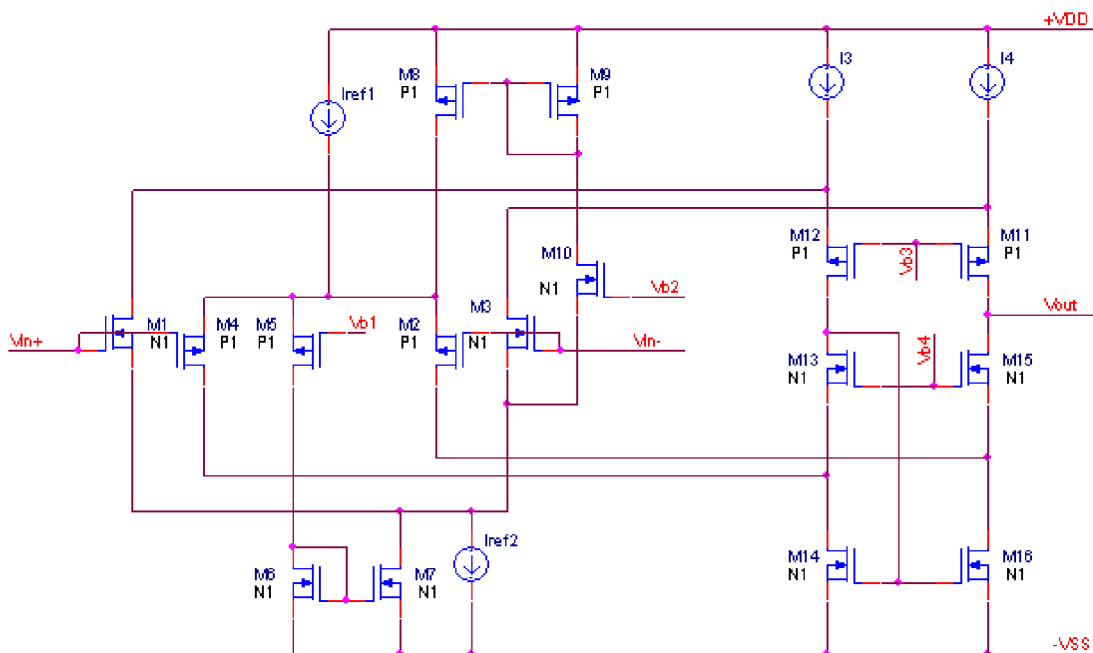 +VDD
I3
I4
M8
P1
M9
P1
Iref1
M12
P1
M11
P1
Vb3
M10
N1
Vb2
Vout
Vin+
M1
N1
M4
P1
M5
P1
Vb1
M2
P1
M3
N1
Vin-
Vb4
M13
N1
M15
N1
Iref2
M6
N1
M7
N1
M14
N1
M16
N1
-VSS